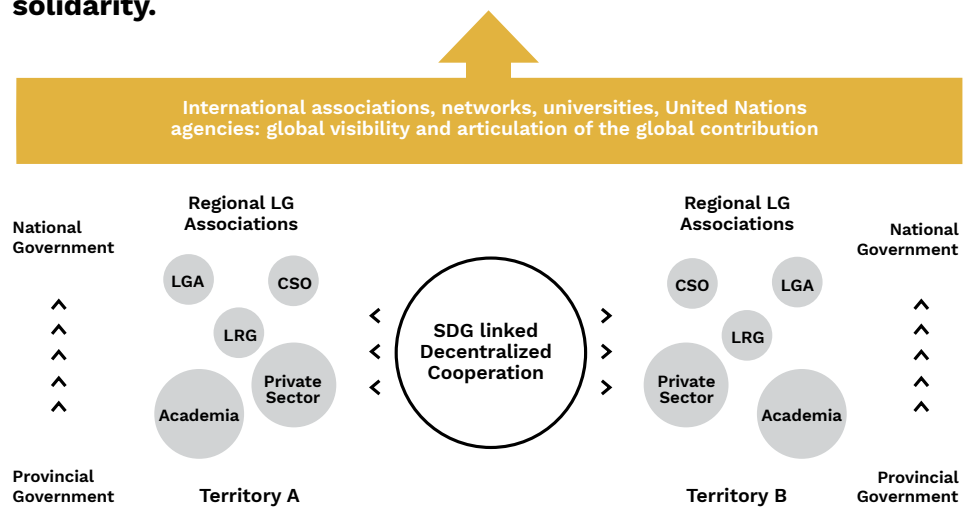 solidarity.
International associations, networks, universities, United Nations
agencies: global visibility and articulation of the global contribution
Regional LG
Associations
National
Government
LGA
CSO
LRG
Private
Sector
Academia
Provincial
Government
Territory A
SDG linked
Decentralized
Cooperation
Regional LG
Associations
National
Government
CSO
LGA
LRG
Private
Sector
Academia
Territory B
Provincial
Government